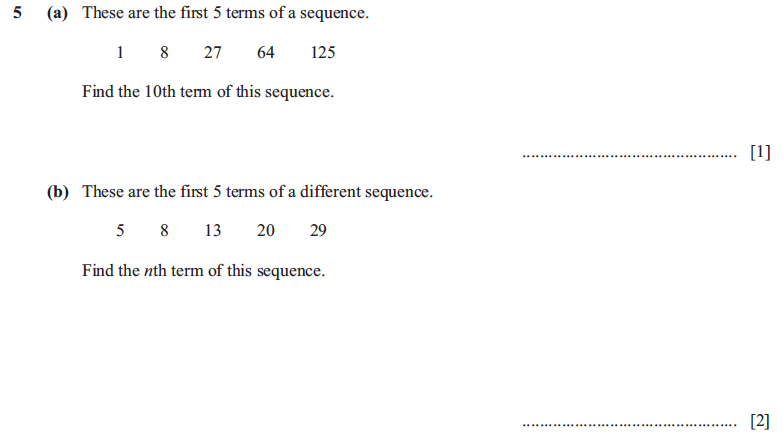 5 (a) These are the first 5 terms of a sequence.
1 8 27 64 125
Find the 10th term of this sequence.
................................................. [1]
(b) These are the first 5 terms of a different sequence.
5 8 13 20 29
Find the nth term of this sequence.
................................................. [2]